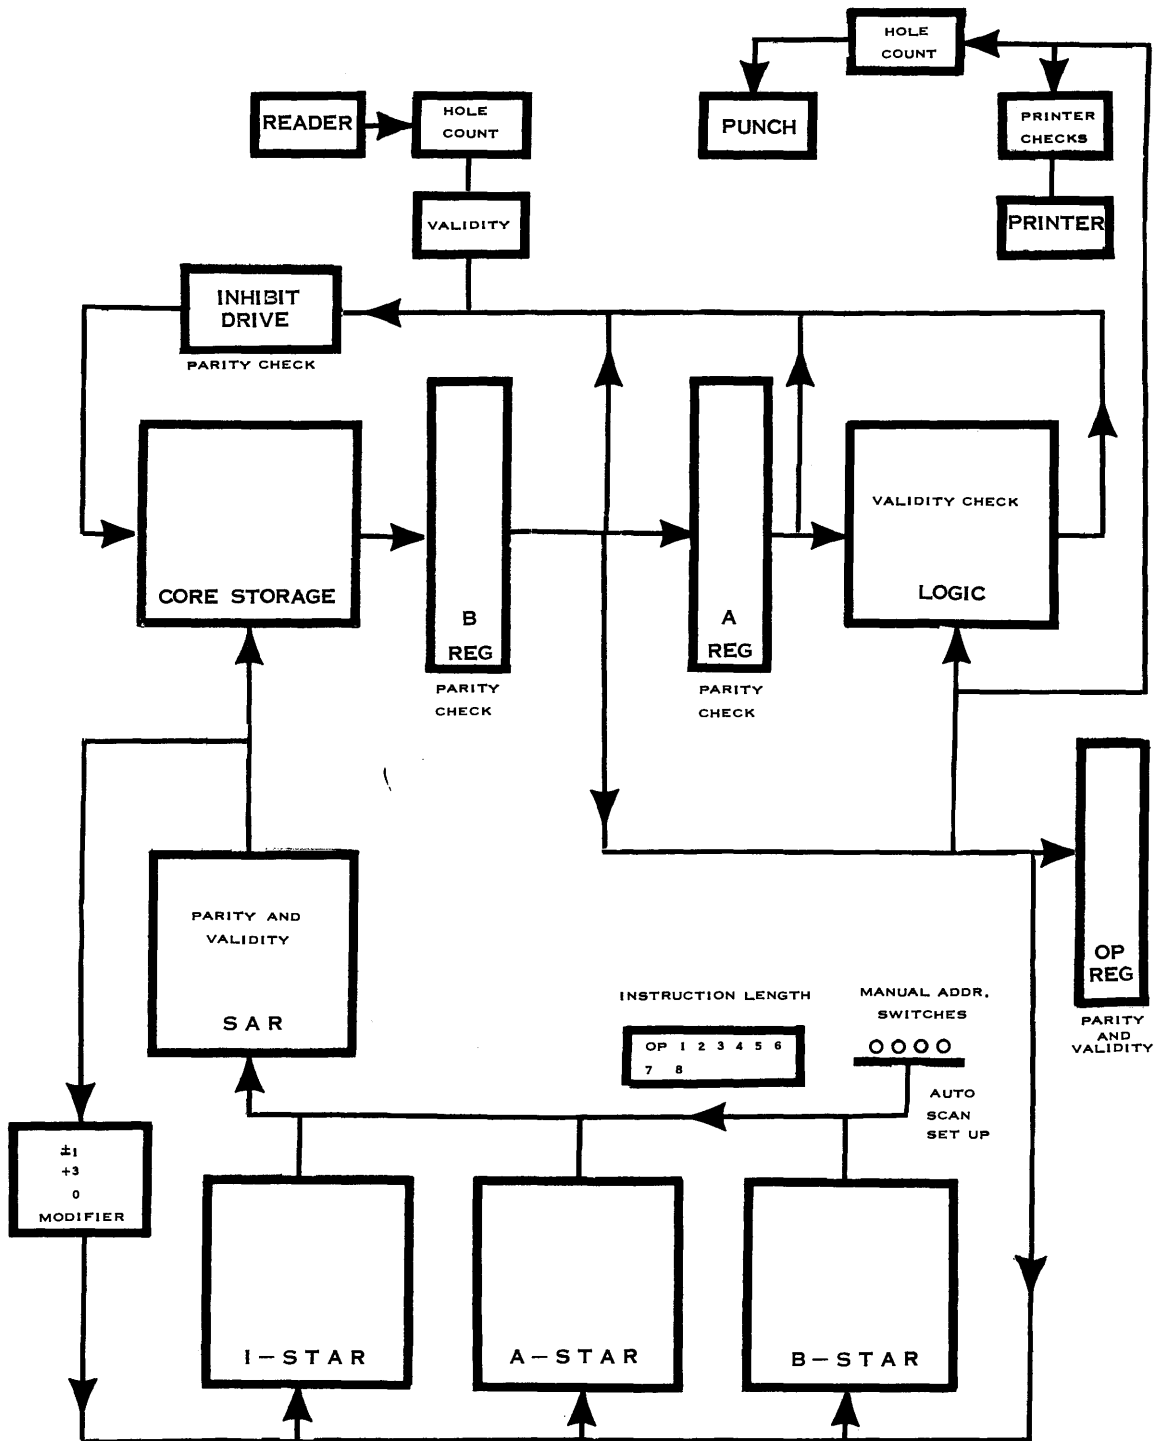 HOLE
COUNT
READER
HOLE
COUNT
PUNCH
PRINTER
CHECKS
VALIDITY
PRINTER
INHIBIT
DRIVE
PARITY CHECK
VALIDITY CHECK
CORE STORAGE
B
REG
A
REG
LOGIC
PARITY
CHECK
PARITY
CHECK
PARITY AND
VALIDITY
SAR
OP
REG
PARITY
AND
VALIDITY
INSTRUCTION LENGTH
OP 1 2 3 4 5 6
7 8
MANUAL ADDR.
SWITCHES
AUTO
SCAN
SET UP
±1
+3
0
MODIFIER
I-STAR
A-STAR
B-STAR